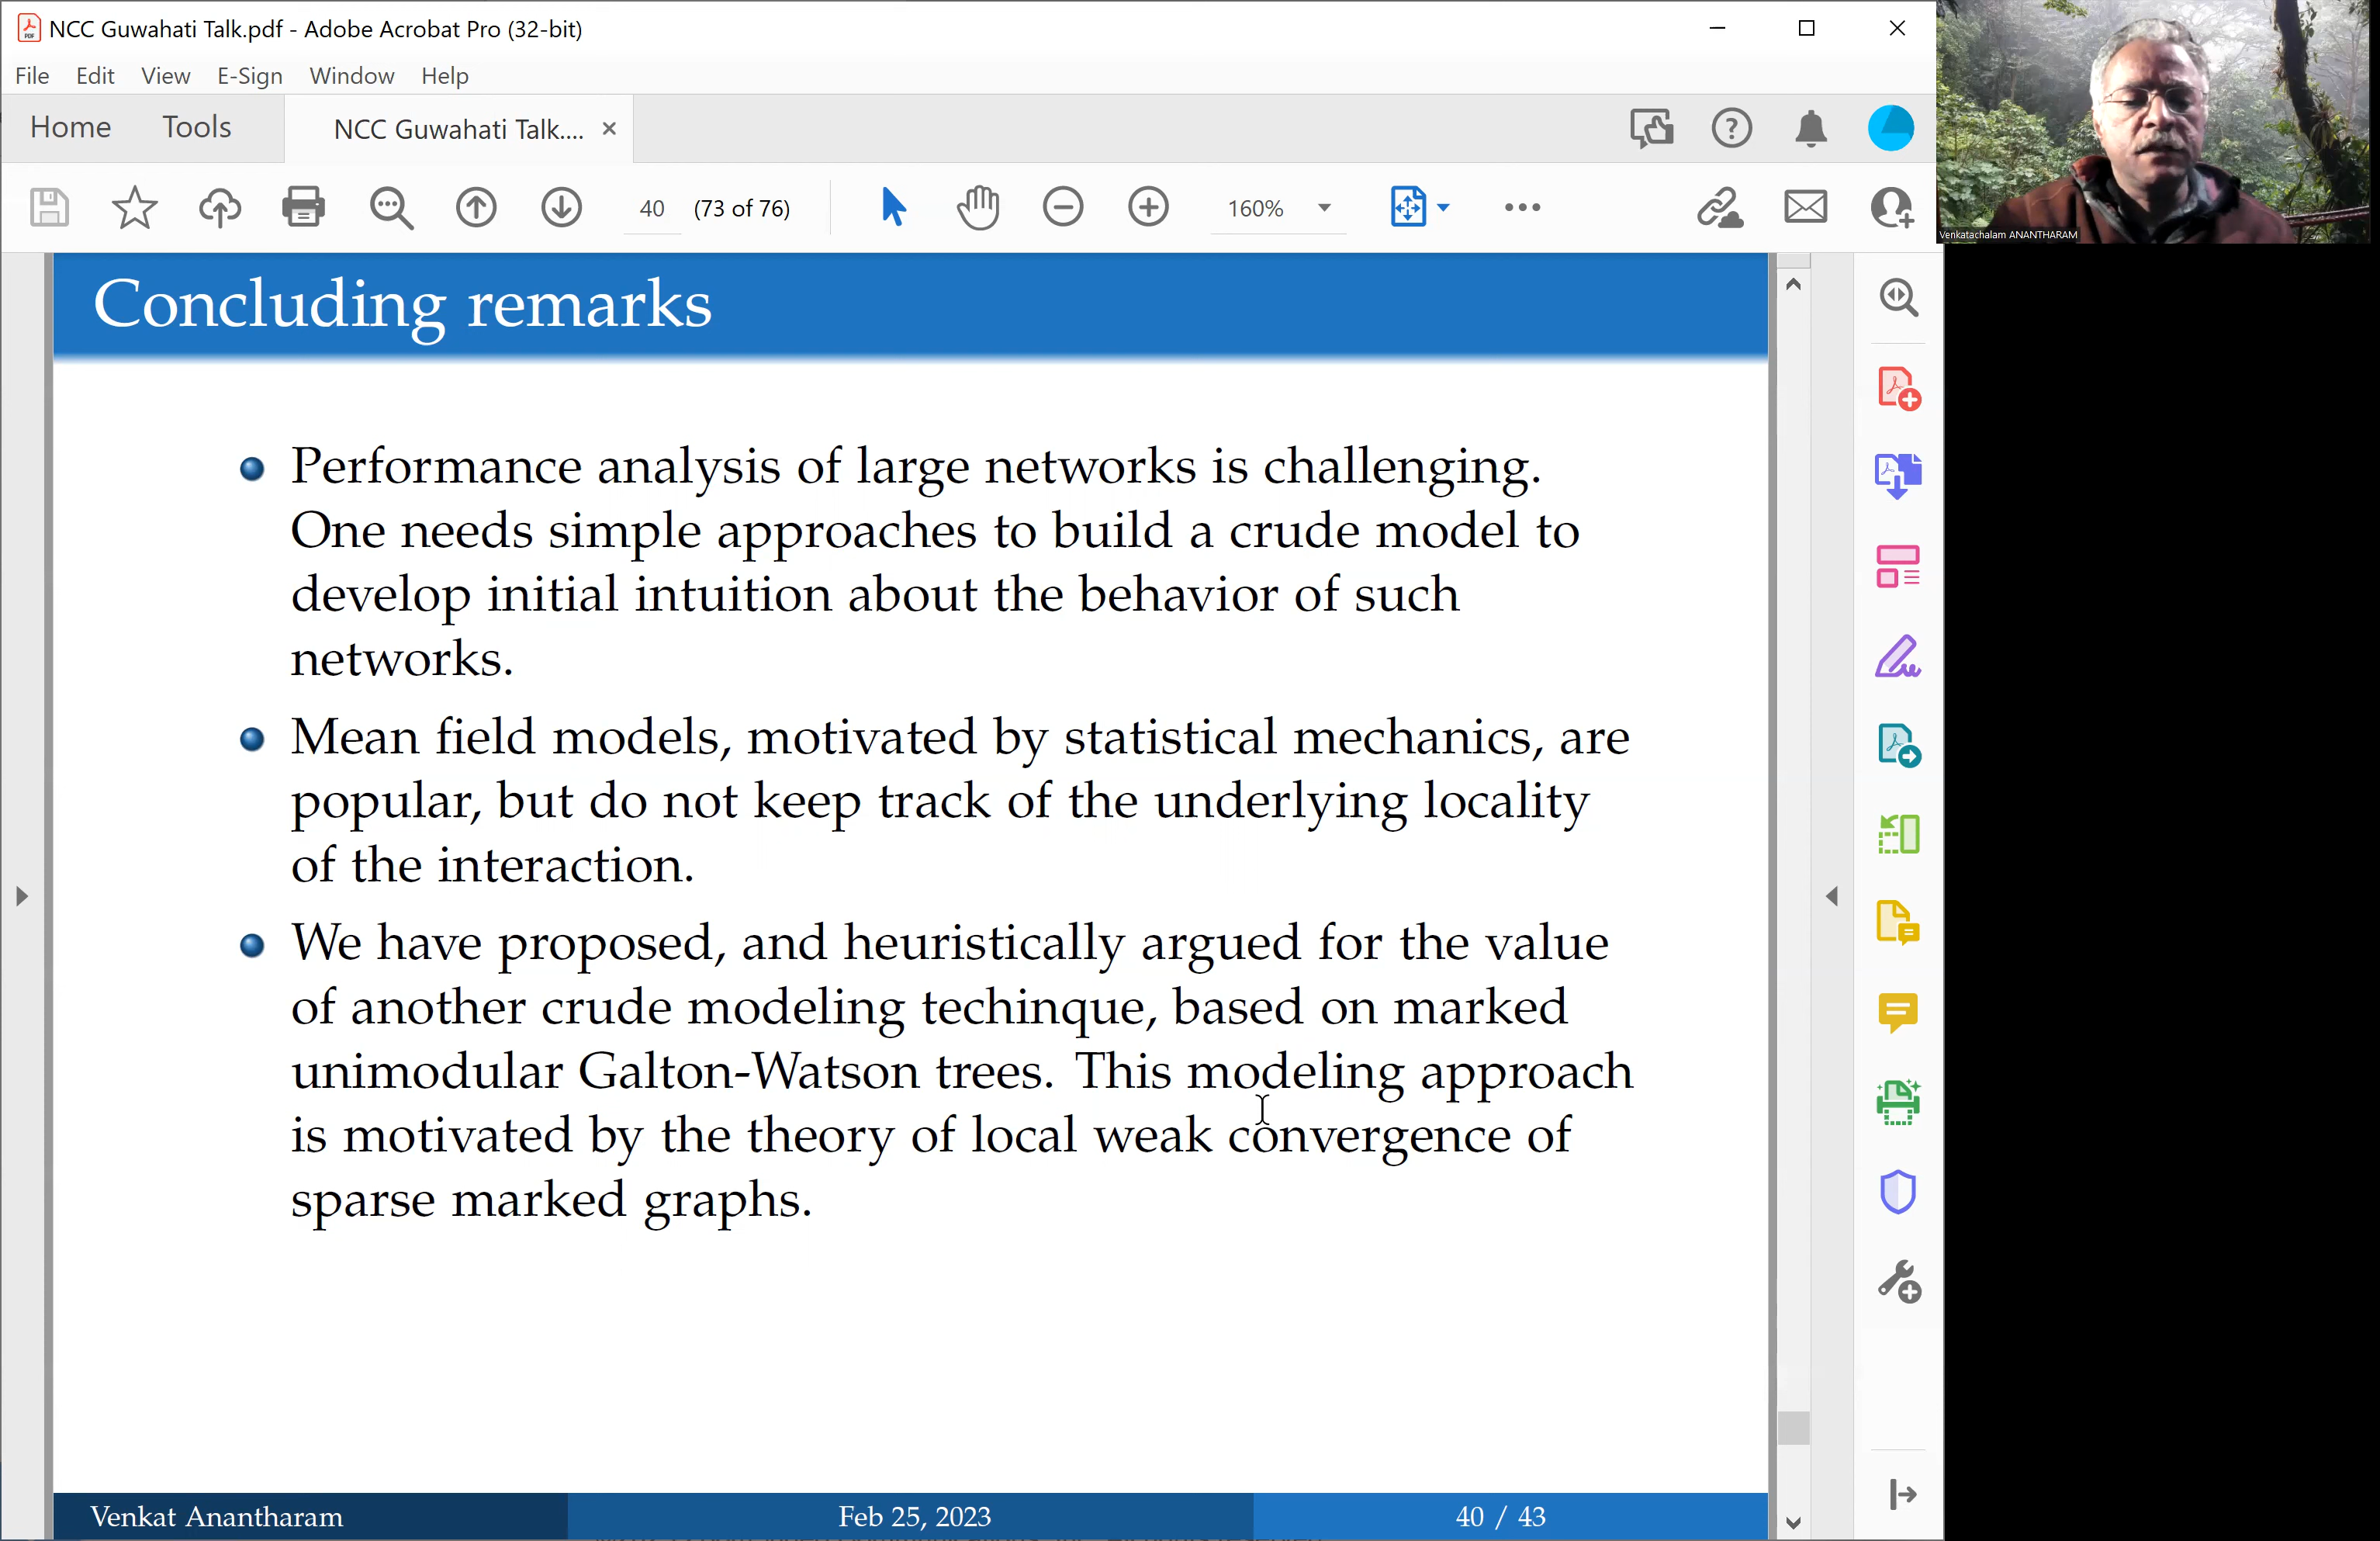 NCC Guwahati Talk.pdf - Adobe Acrobat Pro (32-bit)
File Edit View E-Sign Window Help
Home Tools NCC Guwahati Talk.... ×
40 (73 of 76) 160%
Venkatachalam ANANTHARAM
Concluding remarks
Performance analysis of large networks is challenging.
One needs simple approaches to build a crude model to
develop initial intuition about the behavior of such
networks.
Mean field models, motivated by statistical mechanics, are
popular, but do not keep track of the underlying locality
of the interaction.
We have proposed, and heuristically argued for the value
of another crude modeling techinque, based on marked
unimodular Galton-Watson trees. This modeling approach
is motivated by the theory of local weak convergence of
sparse marked graphs.
Venkat Anantharam Feb 25, 2023 40 / 43